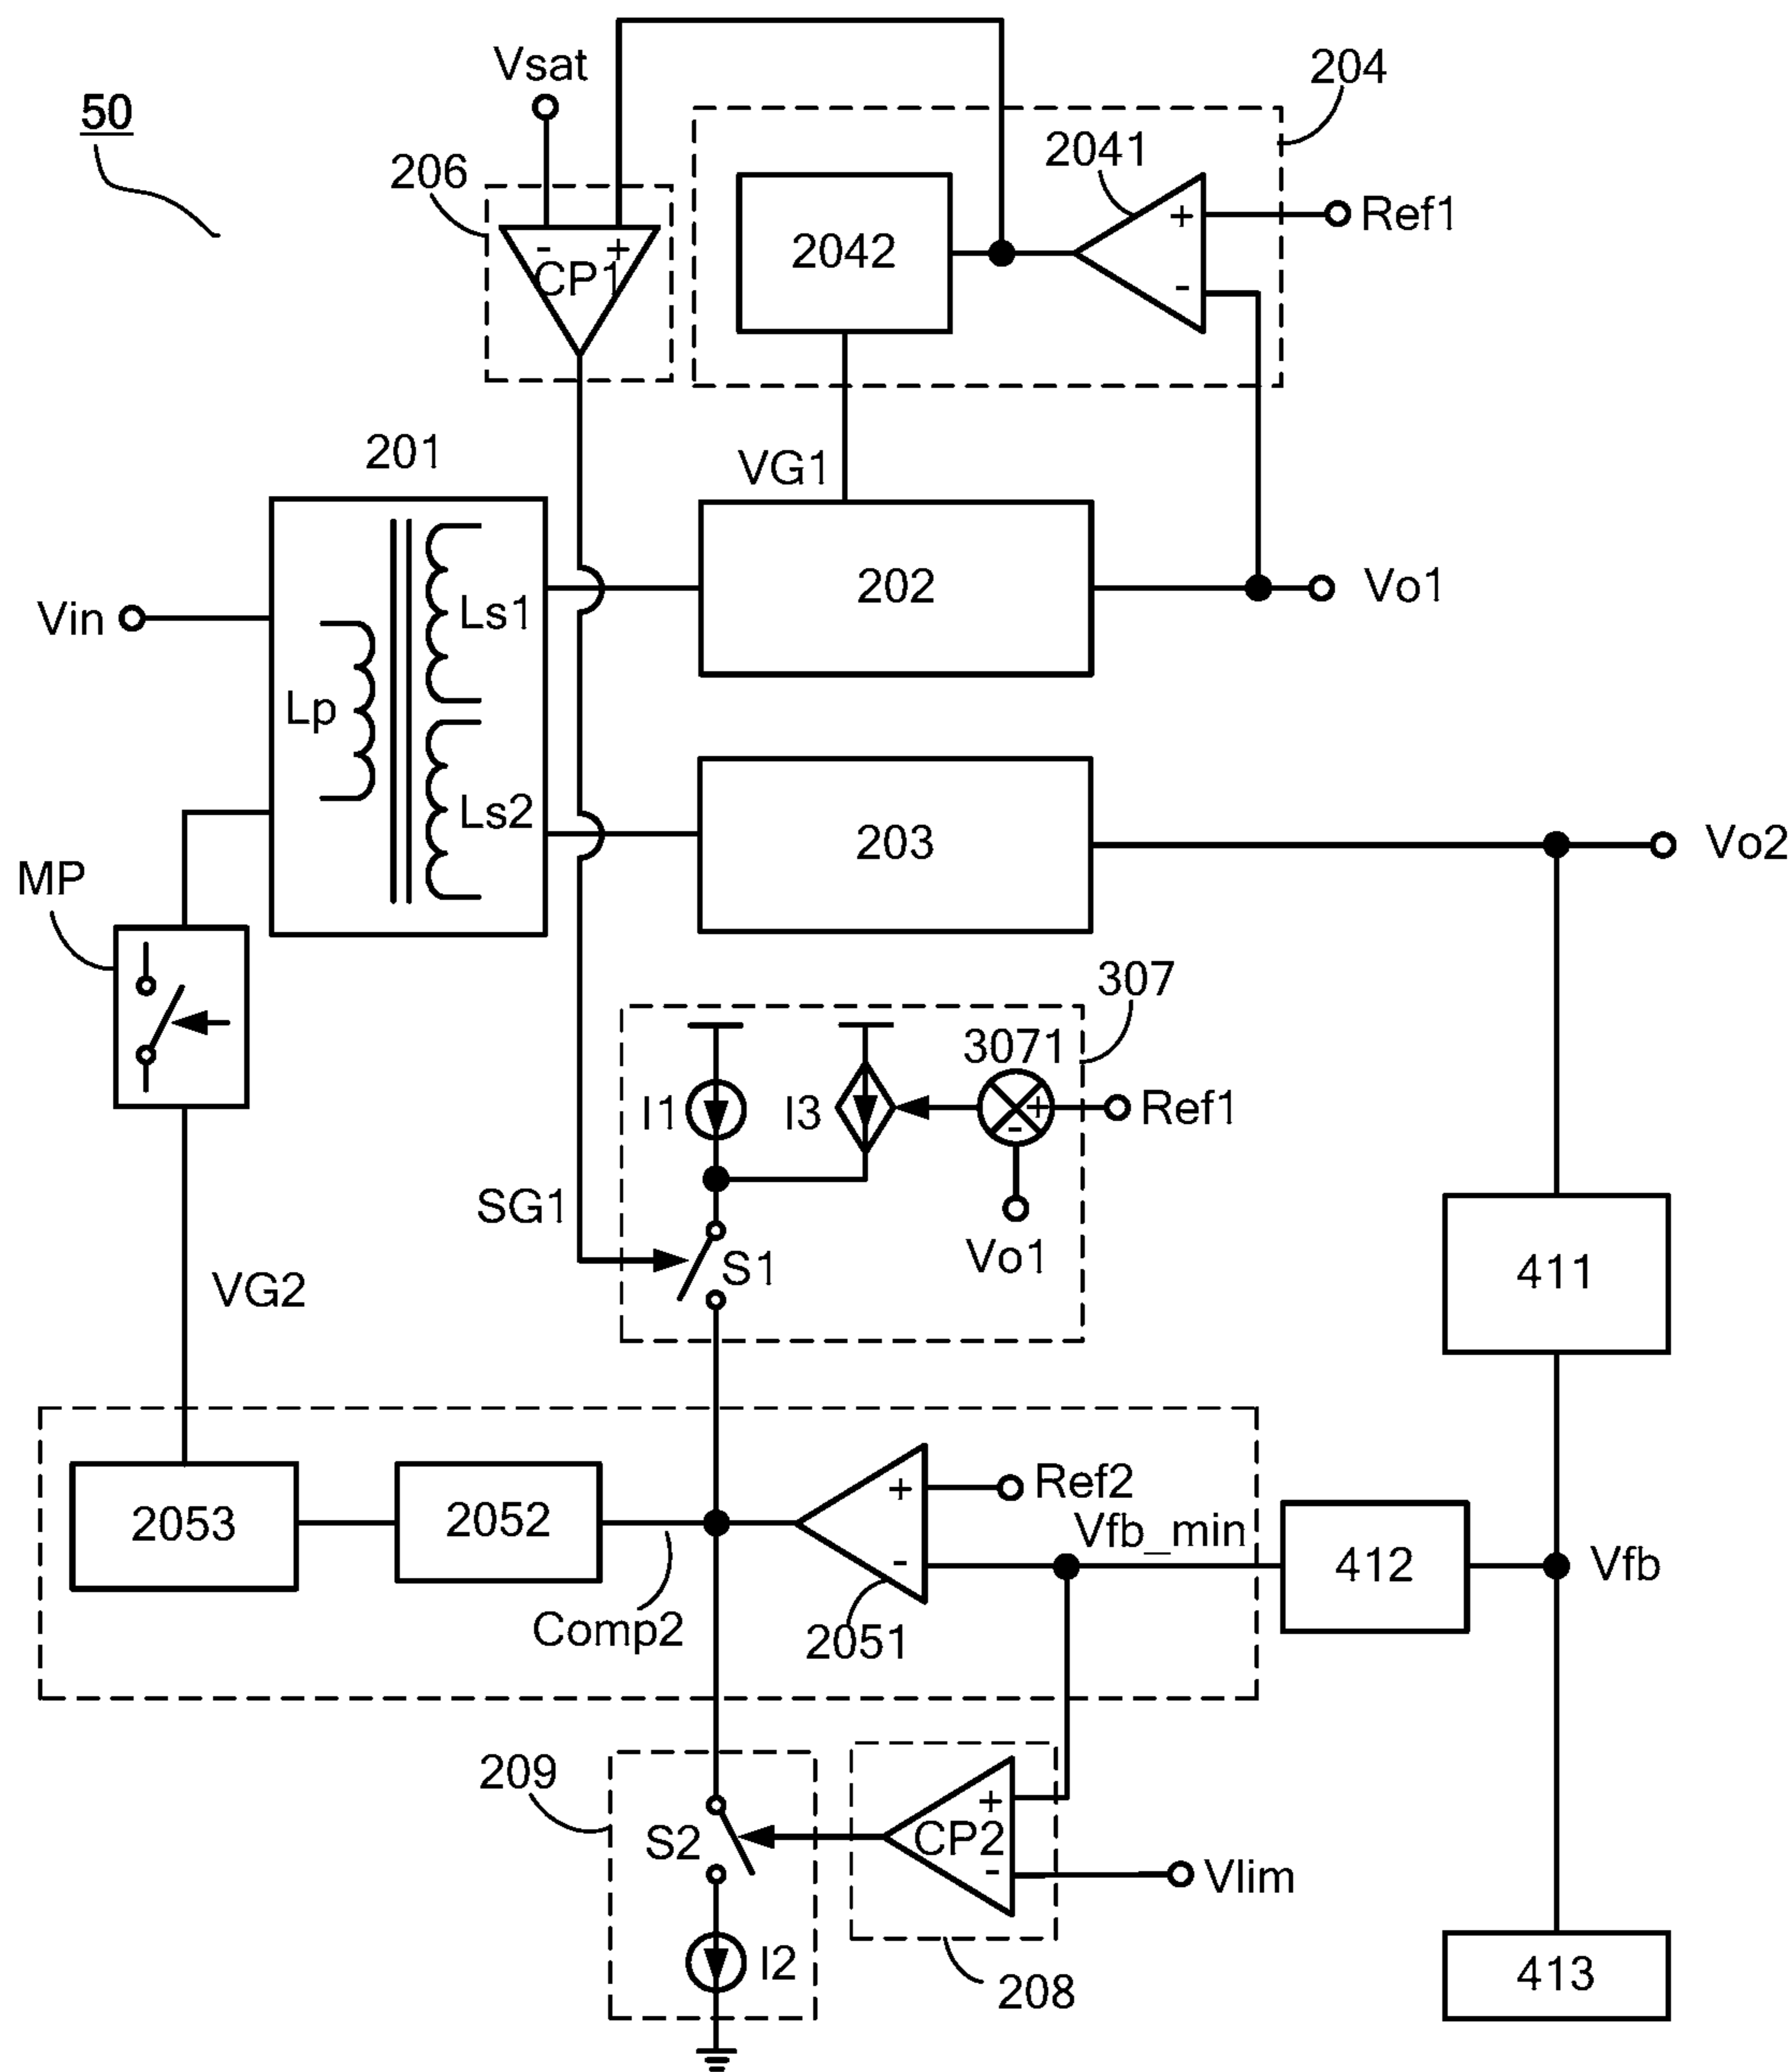 50
Vsat
204
206
2041
+
Ref1
-
+
CP1
2042
-
201
VG1
Vin
Ls1
202
Vo1
Lp
Ls2
203
Vo2
MP
307
3071
I1
I3
+
Ref1
-
SG1
S1
Vo1
411
VG2
2053
2052
+
Ref2
Vfb_min
-
412
Vfb
Comp2
2051
209
S2
+
CP2
-
Vlim
I2
208
413